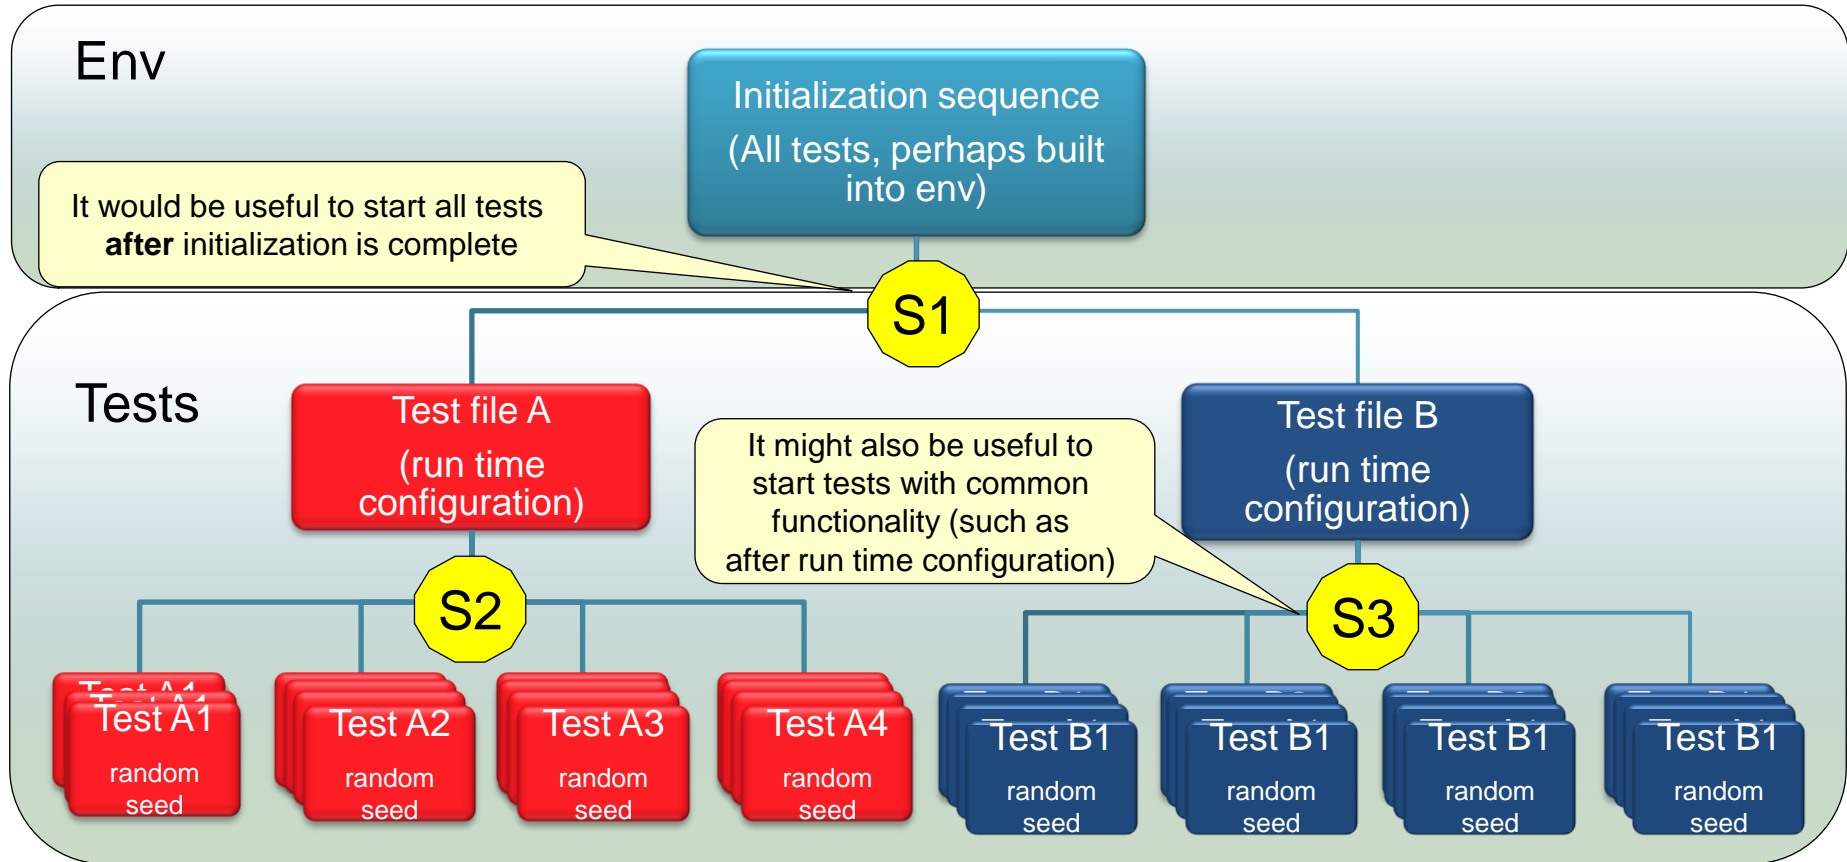 Env
Initialization sequence
(All tests, perhaps built
into env)
It would be useful to start all tests
after initialization is complete
S1
Tests
Test file A
(run time
configuration)
Test file B
(run time
configuration)
It might also be useful to
start tests with common
functionality (such as
after run time configuration)
S2
S3
Test A1
random
seed
Test A2
random
seed
Test A3
random
seed
Test A4
random
seed
Test B1
random
seed
Test B1
random
seed
Test B1
random
seed
Test B1
random
seed